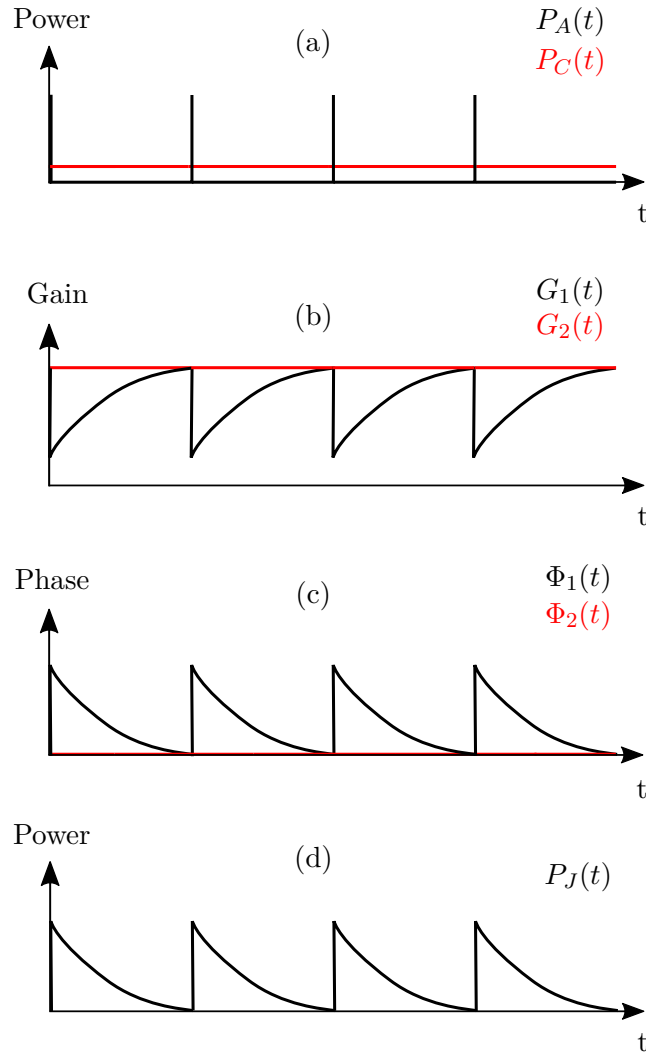 Power
(a)
P_A(t)
P_C(t)
t
Gain
(b)
G_1(t)
G_2(t)
t
Phase
(c)
Φ_1(t)
Φ_2(t)
t
Power
(d)
P_J(t)
t